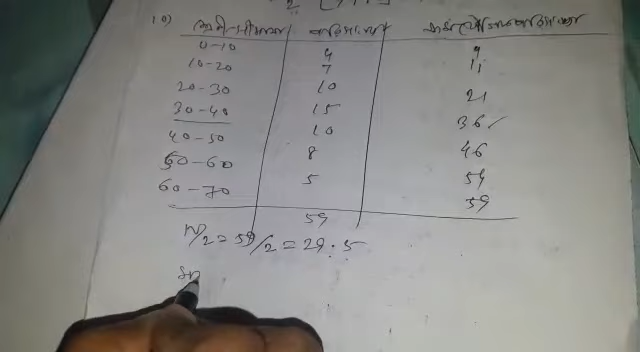 10) শ্রেণী-সীমানা পরিসংখ্যা ক্রমযৌগিক পরিসংখ্যা
0-10 4 4
10-20 7 11
20-30 10 21
30-40 15 36
40-50 10 46
50-60 8 54
60-70 5 59
59
N/2 = 59/2 = 29.5